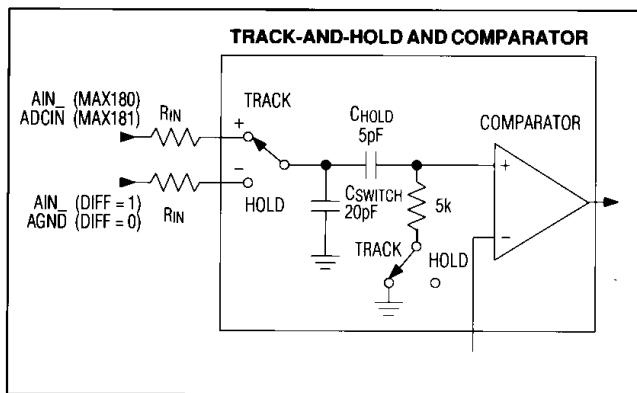 TRACK-AND-HOLD AND COMPARATOR
AIN_ (MAX180)
ADCIN (MAX181)
RIN
+
TRACK
CHOLD
5pF
COMPARATOR
+
−
AIN_ (DIFF = 1)
AGND (DIFF = 0)
RIN
−
HOLD
CSWITCH
20pF
5k
TRACK
HOLD